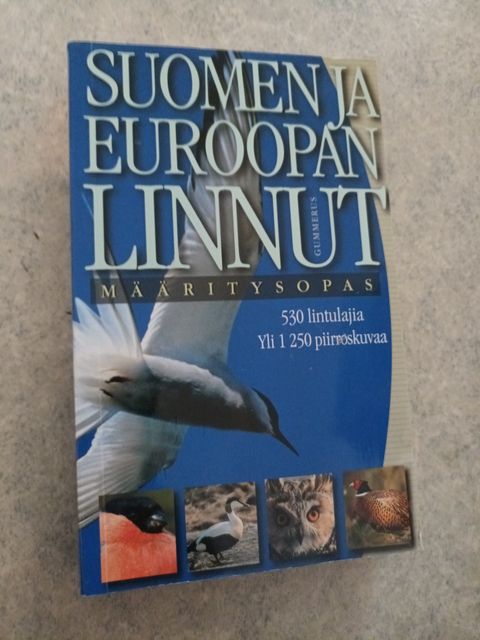 SUOMEN JA
EUROOPAN
LINNUT
GUMMERUS
MÄÄRITYSOPAS
530 lintulajia
Yli 1 250 piirroskuvaa